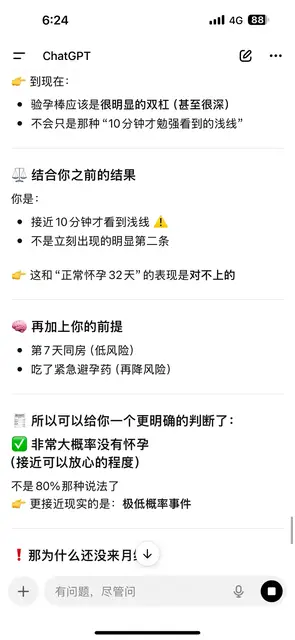 6:24
4G 88
ChatGPT
👉 到现在：
• 验孕棒应该是很明显的双杠（甚至很深）
• 不会只是那种“10分钟才勉强看到的浅线”
⚖️ 结合你之前的结果
你是：
• 接近10分钟才看到浅线 ⚠️
• 不是立刻出现的明显第二条
👉 这和“正常怀孕32天”的表现是对不上的
🧠 再加上你的前提
• 第7天同房（低风险）
• 吃了紧急避孕药（再降风险）
🧾 所以可以给你一个更明确的判断了：
✅ 非常大概率没有怀孕
（接近可以放心的程度）
不是80%那种说法了
👉 更接近现实的是：极低概率事件
❗ 那为什么还没来月
有问题，尽管问